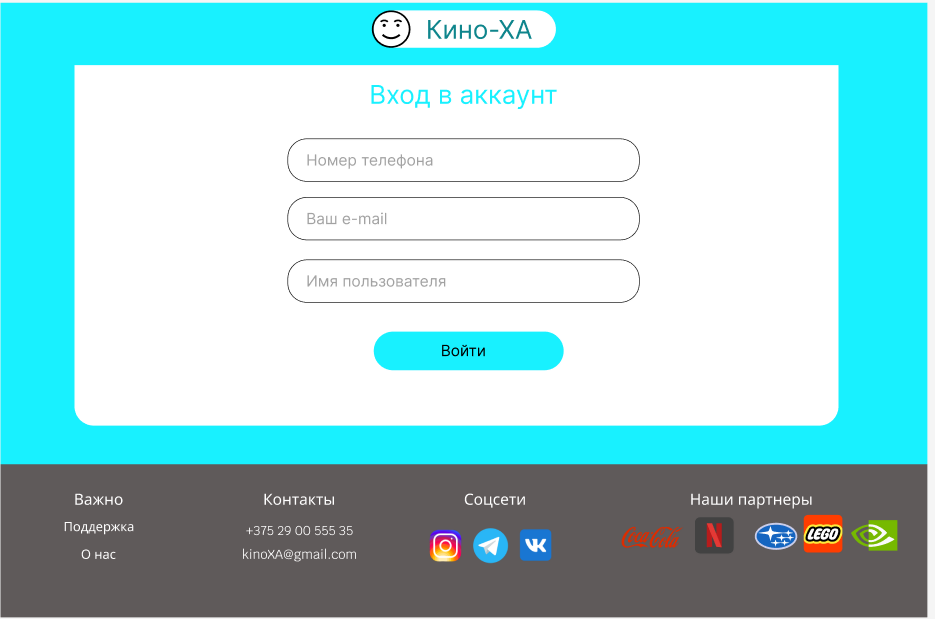 Кино-ХА
Вход в аккаунт
Номер телефона
Ваш e-mail
Имя пользователя
Войти
Важно
Поддержка
О нас
Контакты
+375 29 00 555 35
kinoXA@gmail.com
Соцсети
Наши партнеры
Coca-Cola
N
LEGO